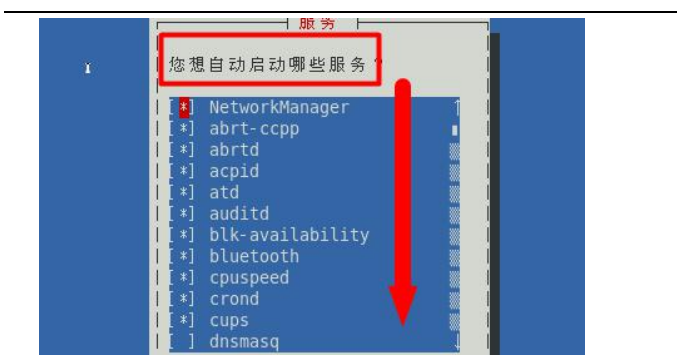 服务
您想自动启动哪些服务？
[*] NetworkManager
[*] abrt-ccpp
[*] abrtd
[*] acpid
[*] atd
[*] auditd
[*] blk-availability
[*] bluetooth
[*] cpuspeed
[*] crond
[*] cups
[ ] dnsmasq